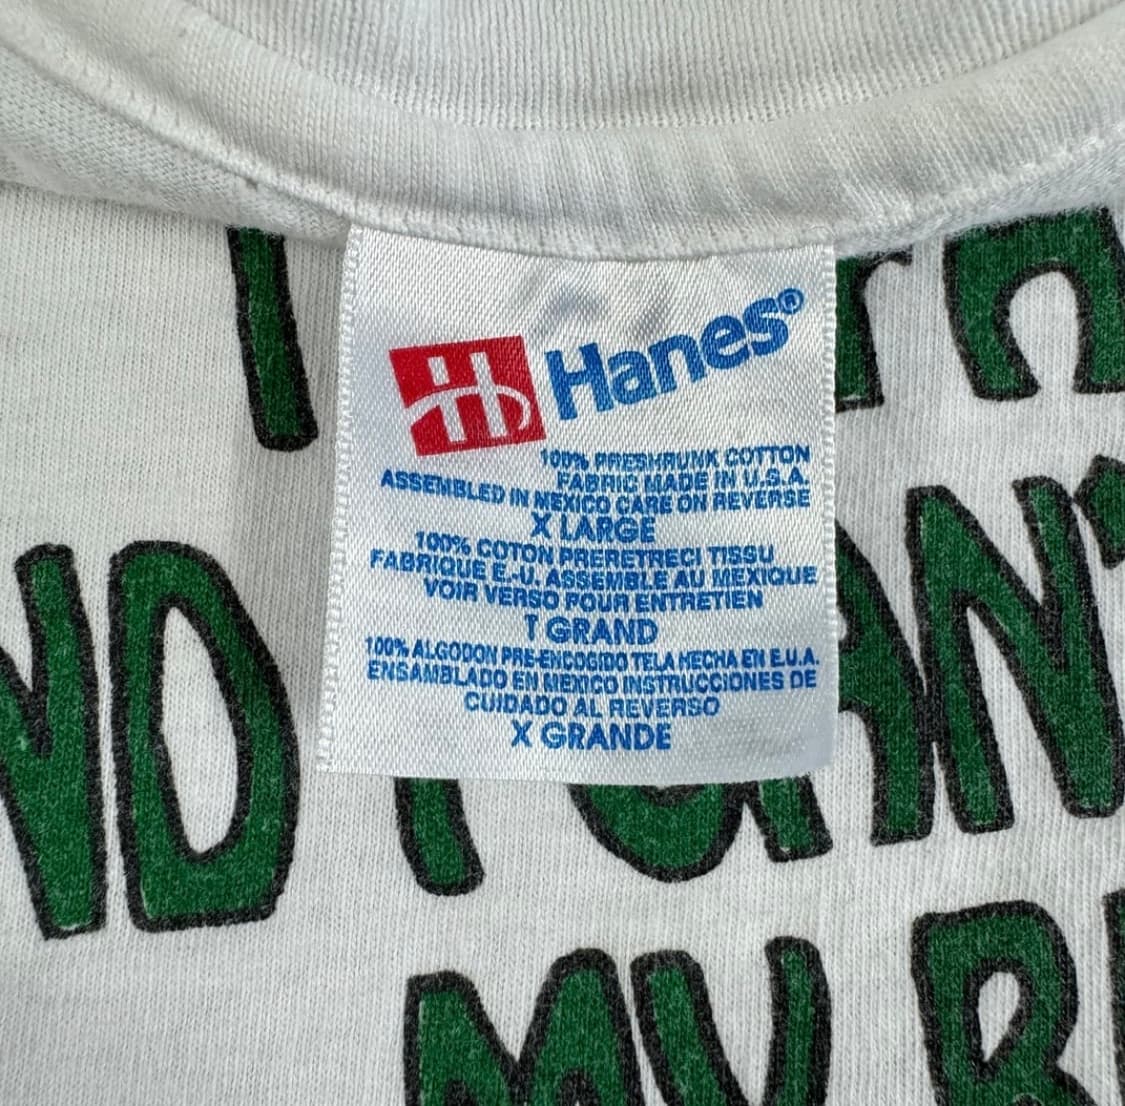 Hanes®
100% PRESHRUNK COTTON
FABRIC MADE IN U.S.A.
ASSEMBLED IN MEXICO CARE ON REVERSE
X LARGE
100% COTON PRERETRECI TISSU
FABRIQUE E.-U. ASSEMBLE AU MEXIQUE
VOIR VERSO POUR ENTRETIEN
T GRAND
100% ALGODON PRE-ENCOGIDO TELA HECHA EN E.U.A.
ENSAMBLADO EN MEXICO INSTRUCCIONES DE
CUIDADO AL REVERSO
X GRANDE
MY